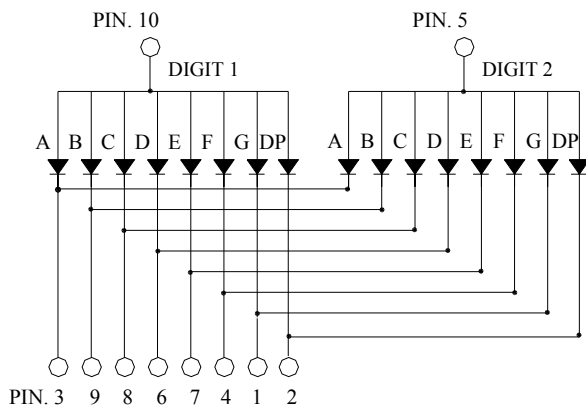 PIN. 10 PIN. 5
DIGIT 1 DIGIT 2
A B C D E F G DP A B C D E F G DP
PIN. 3 9 8 6 7 4 1 2